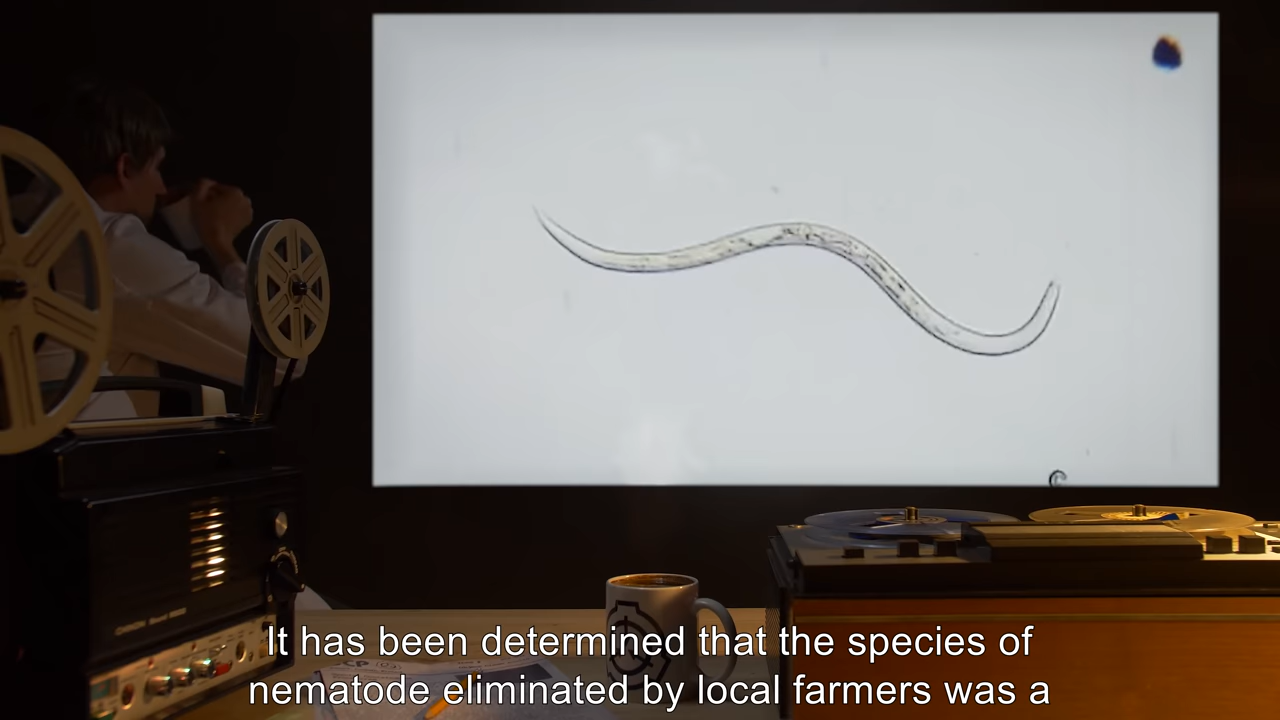 It has been determined that the species of
nematode eliminated by local farmers was a